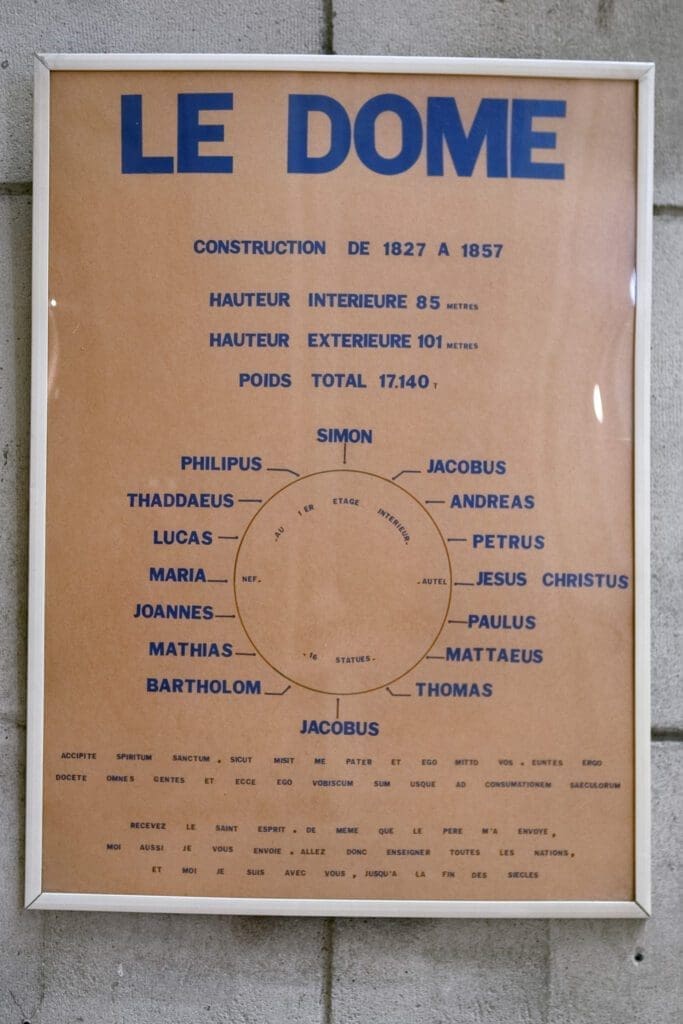 LE DOME
CONSTRUCTION DE 1827 A 1857
HAUTEUR INTERIEURE 85 METRES
HAUTEUR EXTERIEURE 101 METRES
POIDS TOTAL 17.140 T
SIMON
PHILIPUS JACOBUS
THADDAEUS ANDREAS
-AU 1ER ETAGE INTERIEUR-
LUCAS PETRUS
MARIA NEF- -AUTEL JESUS CHRISTUS
JOANNES PAULUS
MATHIAS -16 STATUES- MATTAEUS
BARTHOLOM THOMAS
JACOBUS
ACCIPITE SPIRITUM SANCTUM. SICUT MISIT ME PATER ET EGO MITTO VOS. EUNTES ERGO
DOCETE OMNES GENTES ET ECCE EGO VOBISCUM SUM USQUE AD CONSUMATIONEM SAECULORUM
RECEVEZ LE SAINT ESPRIT. DE MEME QUE LE PERE M'A ENVOYE,
MOI AUSSI JE VOUS ENVOIE. ALLEZ DONC ENSEIGNER TOUTES LES NATIONS,
ET MOI JE SUIS AVEC VOUS, JUSQU'A LA FIN DES SIECLES